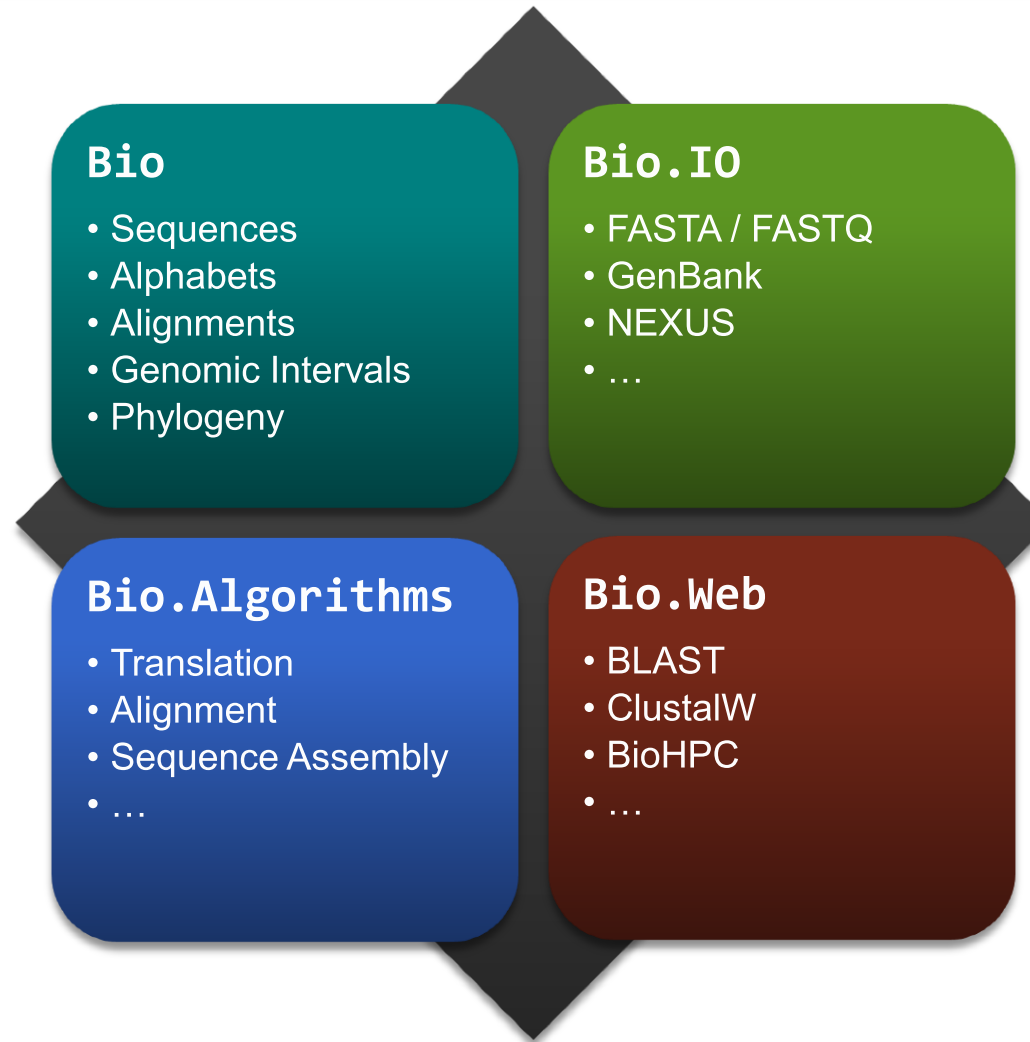 Bio
• Sequences
• Alphabets
• Alignments
• Genomic Intervals
• Phylogeny
Bio.IO
• FASTA / FASTQ
• GenBank
• NEXUS
• …
Bio.Algorithms
• Translation
• Alignment
• Sequence Assembly
• …
Bio.Web
• BLAST
• ClustalW
• BioHPC
• …